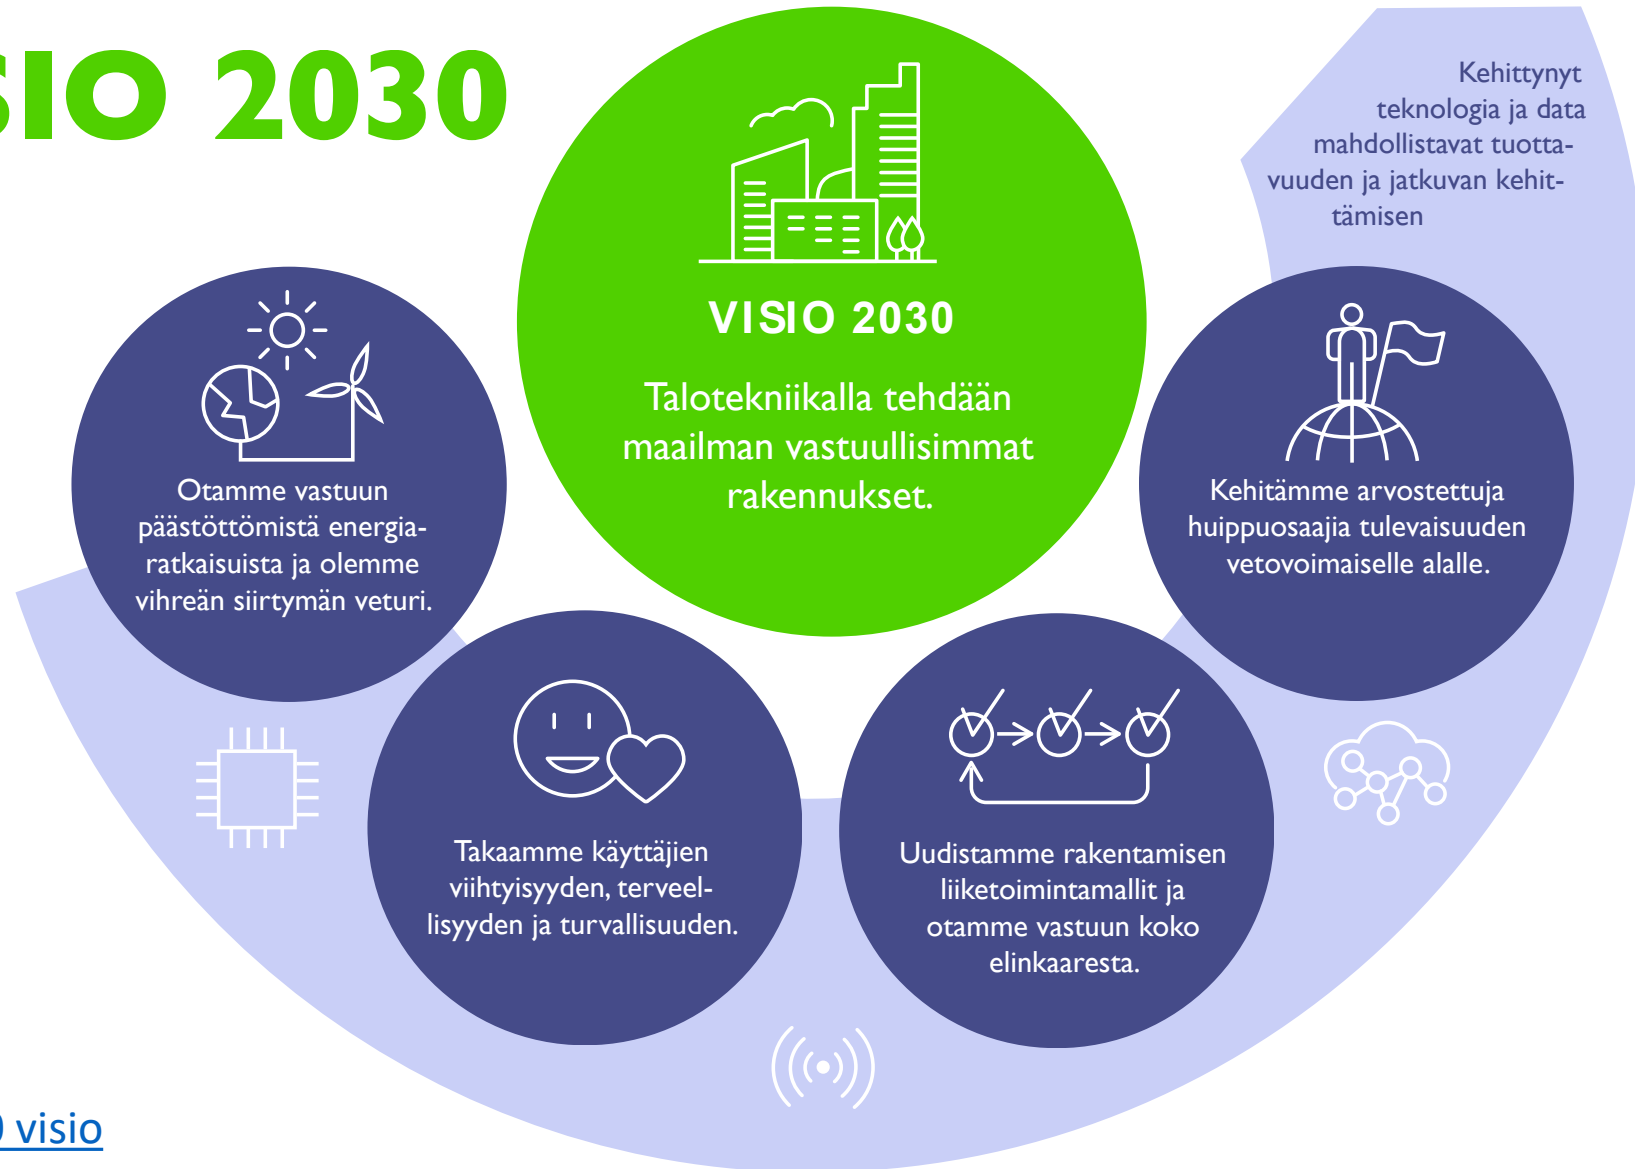 SIO 2030
VISIO 2030
Talotekniikalla tehdään
maailman vastuullisimmat
rakennukset.
Kehittynyt
teknologia ja data
mahdollistavat tuotta-
vuuden ja jatkuvan kehit-
tämisen
Otamme vastuun
päästöttömistä energia-
ratkaisuista ja olemme
vihreän siirtymän veturi.
Takaamme käyttäjien
viihtyisyyden, terveel-
lisyyden ja turvallisuuden.
Uudistamme rakentamisen
liiketoimintamallit ja
otamme vastuun koko
elinkaaresta.
Kehitämme arvostettuja
huippuosaajia tulevaisuuden
vetovoimaiselle alalle.
visio